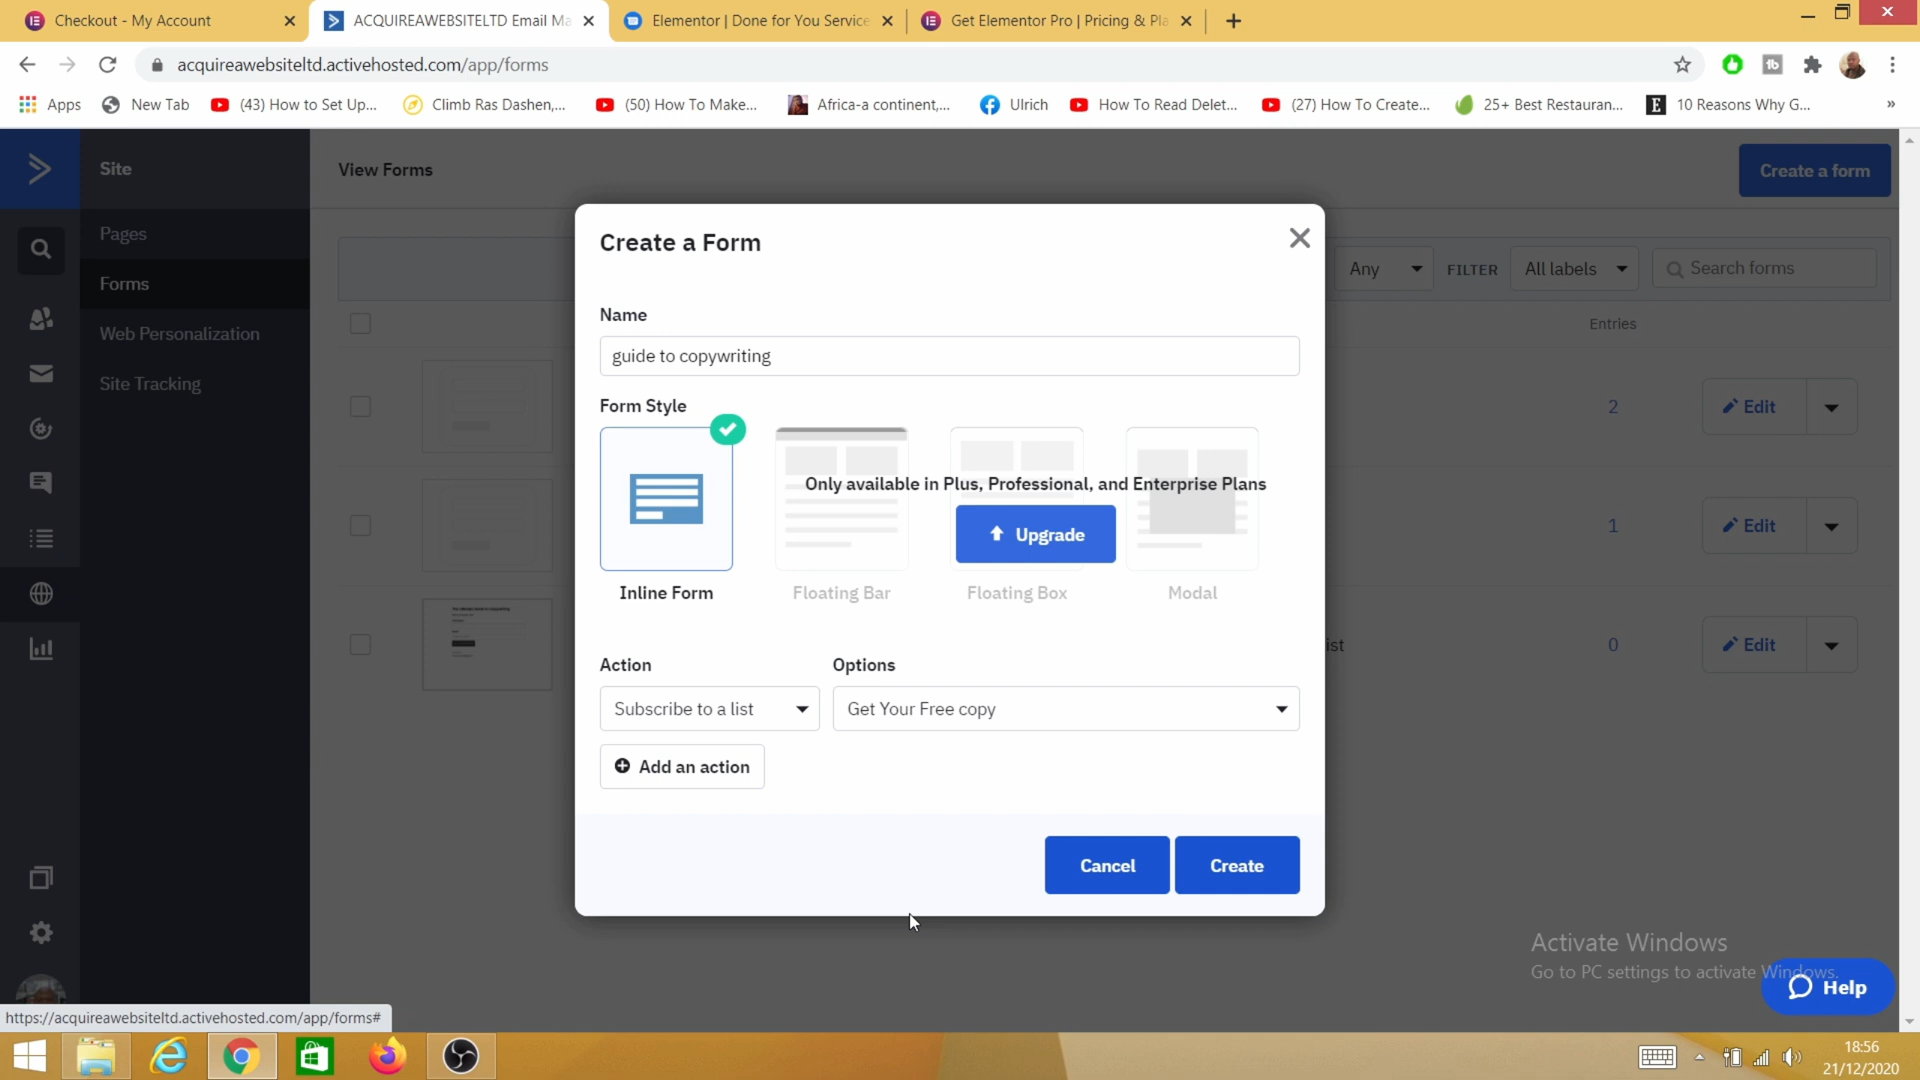 Checkout - My Account
ACQUIREAWEBSITELTD Email Ma
Elementor | Done for You Service
Get Elementor Pro | Pricing & Pla
acquireawebsiteltd.activehosted.com/app/forms
Apps
New Tab
(43) How to Set Up...
Climb Ras Dashen,...
(50) How To Make...
Africa-a continent,...
Ulrich
How To Read Delet...
(27) How To Create...
25+ Best Restauran...
10 Reasons Why G...
»
Site
View Forms
Create a form
Pages
Forms
Web Personalization
Site Tracking
Any
FILTER
All labels
Search forms
Entries
2
Edit
1
Edit
ist
0
Edit
Create a Form
Name
guide to copywriting
Form Style
Only available in Plus, Professional, and Enterprise Plans
Upgrade
Inline Form
Floating Bar
Floating Box
Modal
Action
Options
Subscribe to a list
Get Your Free copy
Add an action
Cancel
Create
Activate Windows
Go to PC settings to activate Windows.
Help
https://acquireawebsiteltd.activehosted.com/app/forms#
18:56
21/12/2020